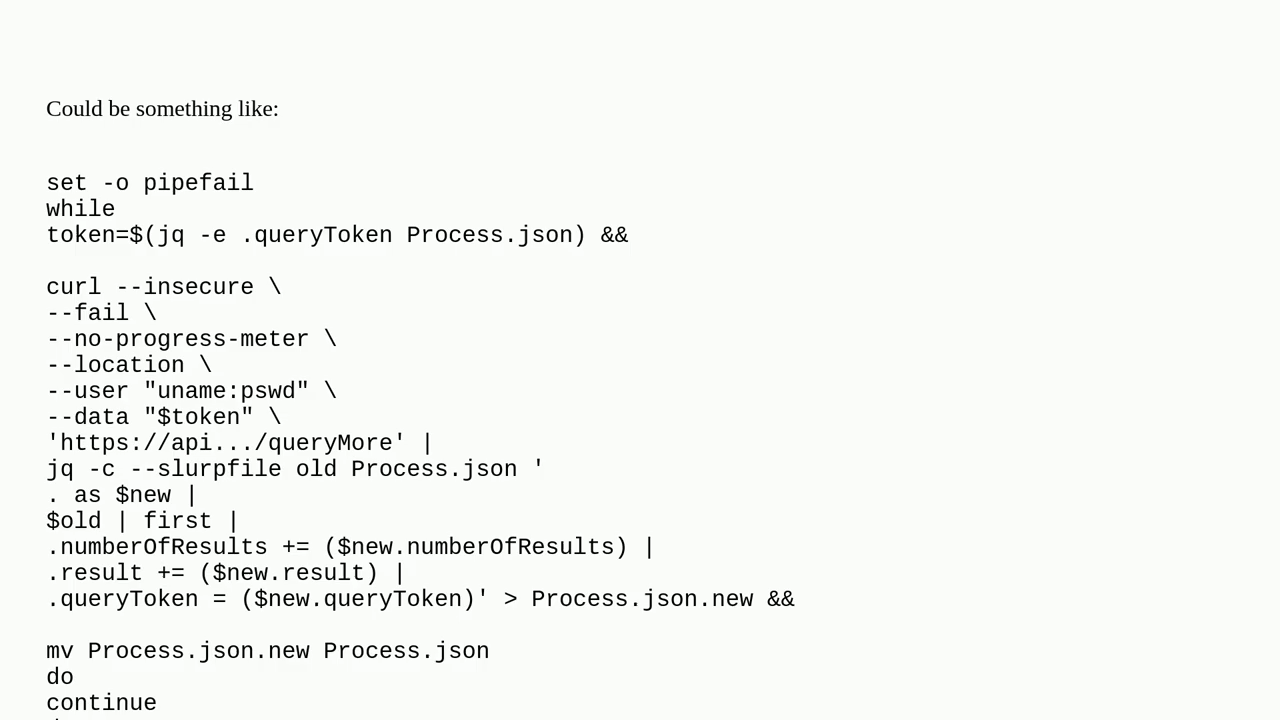 Could be something like:
set -o pipefail
while
token=$(jq -e .queryToken Process.json) &&
curl --insecure \
--fail \
--no-progress-meter \
--location \
--user "uname:pswd" \
--data "$token" \
'https://api.../queryMore' |
jq -c --slurpfile old Process.json '
. as $new |
$old | first |
.numberOfResults += ($new.numberOfResults) |
.result += ($new.result) |
.queryToken = ($new.queryToken)' > Process.json.new &&
mv Process.json.new Process.json
do
continue